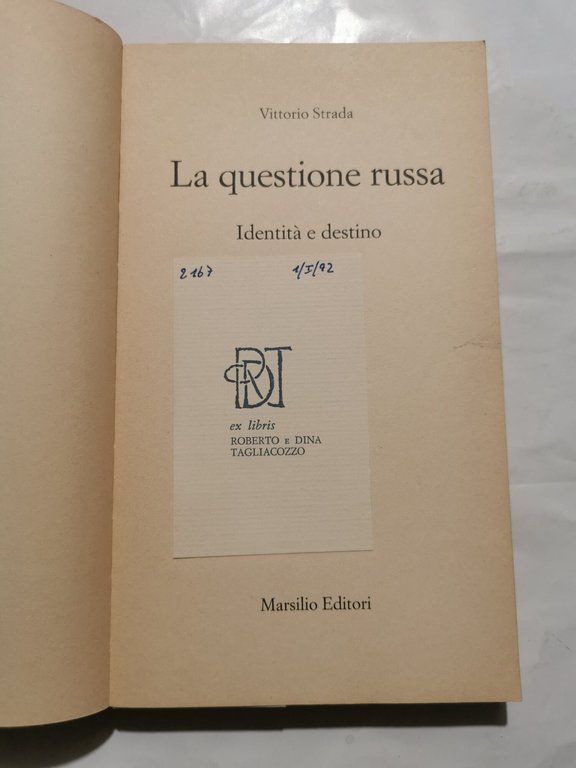 Vittorio Strada
La questione russa
Identità e destino
2167 1/I/92
ex libris
ROBERTO E DINA
TAGLIACOZZO
Marsilio Editori